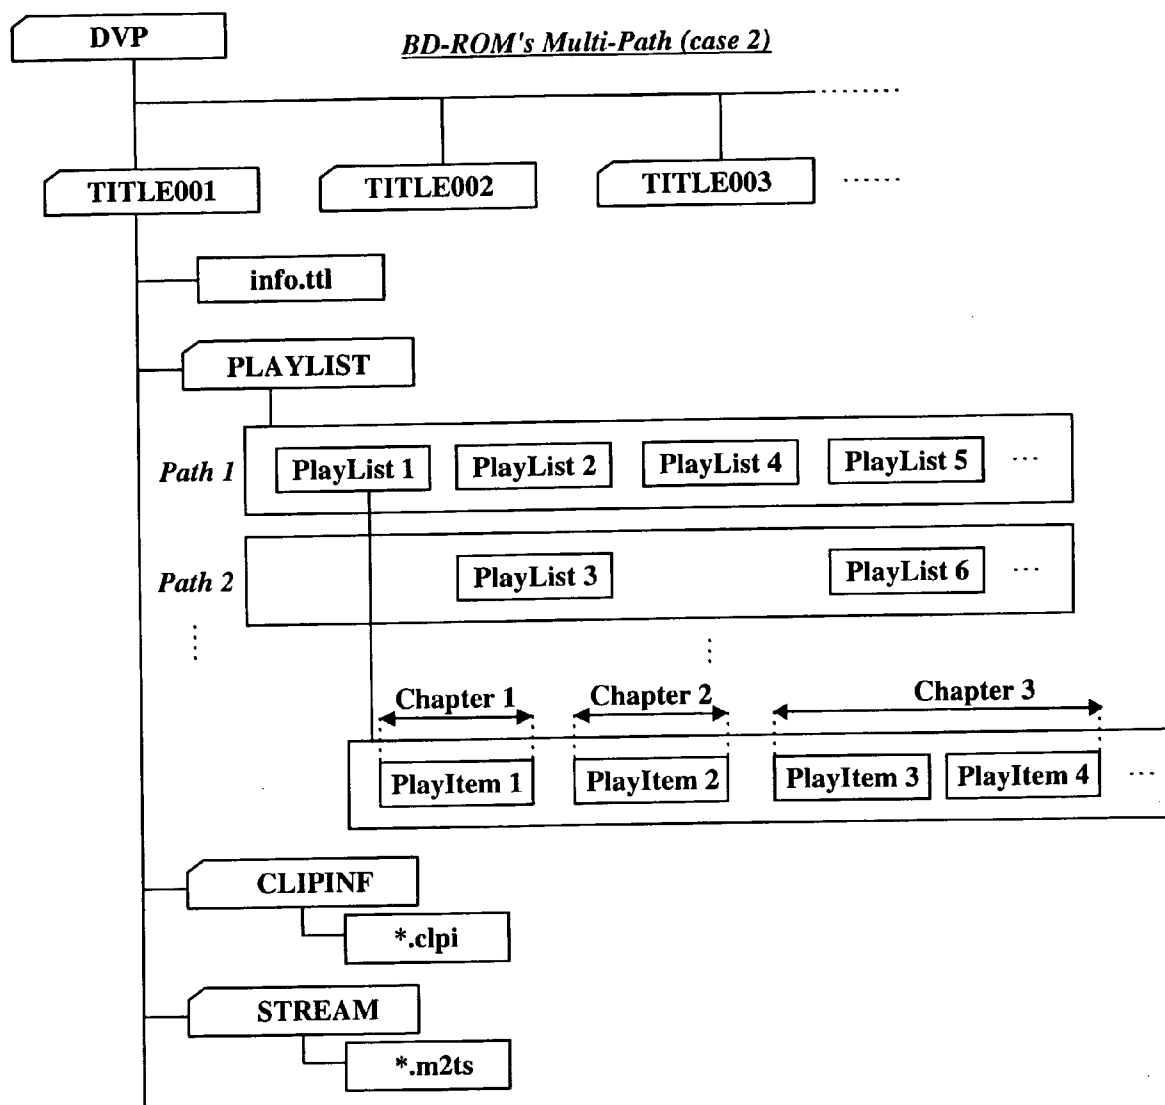 DVP
BD-ROM's Multi-Path (case 2)
TITLE001
TITLE002
TITLE003
info.ttl
PLAYLIST
Path 1
PlayList 1
PlayList 2
PlayList 4
PlayList 5
Path 2
PlayList 3
PlayList 6
Chapter 1
Chapter 2
Chapter 3
PlayItem 1
PlayItem 2
PlayItem 3
PlayItem 4
CLIPINF
*.clpi
STREAM
*.m2ts